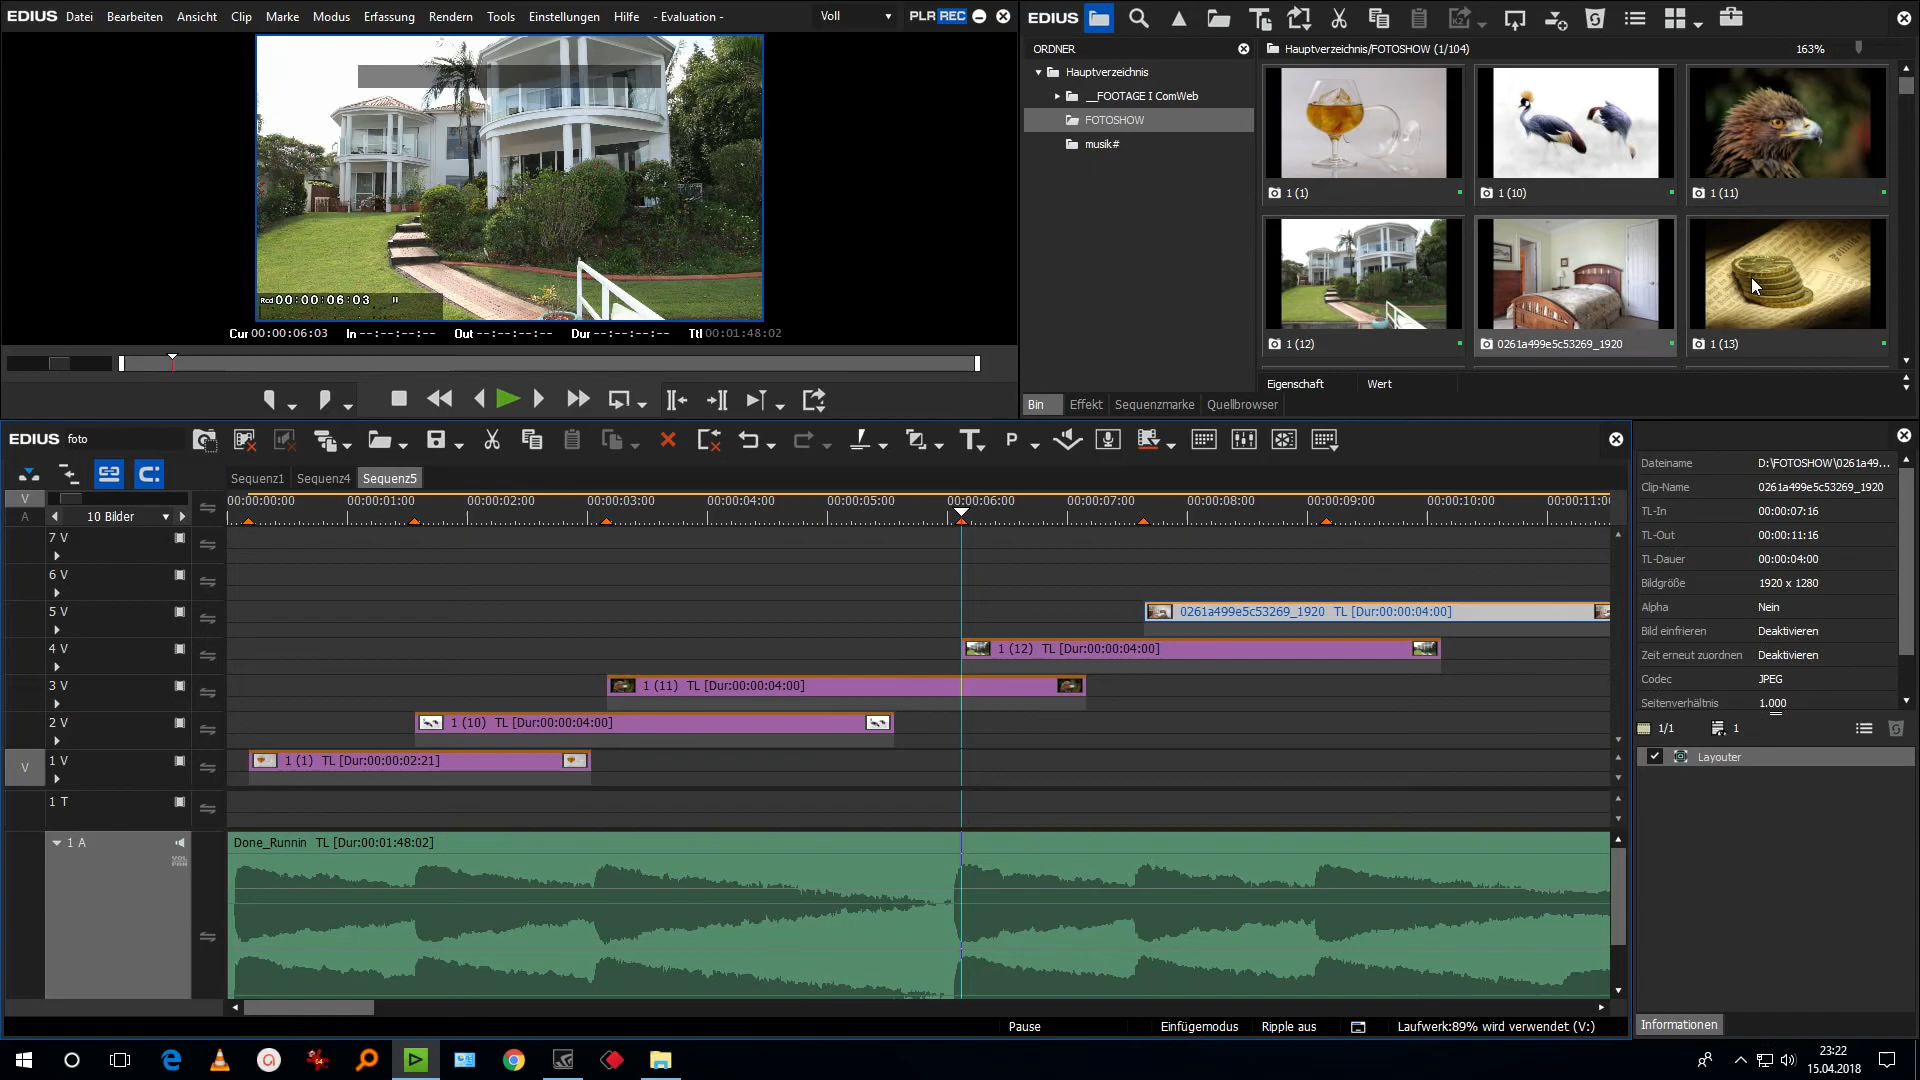 EDIUS Datei Bearbeiten Ansicht Clip Marke Modus Erfassung Rendern Tools Einstellungen Hilfe - Evaluation - Voll PLR REC
Rcd 00:00:06:03
Cur 00:00:06:03 In --:--:--:-- Out --:--:--:-- Dur --:--:--:-- Ttl 00:01:48:02
EDIUS
ORDNER
Hauptverzeichnis/FOTOSHOW (1/104) 163%
Hauptverzeichnis
__FOOTAGE I ComWeb
FOTOSHOW
musik#
1 (1) 1 (10) 1 (11)
1 (12) 0261a499e5c53269_1920 1 (13)
Eigenschaft Wert
Bin Effekt Sequenzmarke Quellbrowser
EDIUS foto
Sequenz1 Sequenz4 Sequenz5
V
A
10 Bilder
00:00:00:00 00:00:01:00 00:00:02:00 00:00:03:00 00:00:04:00 00:00:05:00 00:00:06:00 00:00:07:00 00:00:08:00 00:00:09:00 00:00:10:00 00:00:11:0
7 V
6 V
5 V
0261a499e5c53269_1920 TL [Dur:00:00:04:00]
4 V
1 (12) TL [Dur:00:00:04:00]
3 V
1 (11) TL [Dur:00:00:04:00]
2 V
1 (10) TL [Dur:00:00:04:00]
V
1 V
1 (1) TL [Dur:00:00:02:21]
1 T
1 A
VOL
PAN
Done_Runnin TL [Dur:00:01:48:02]
Pause Einfügemodus Ripple aus Laufwerk:89% wird verwendet (V:)
Dateiname D:\FOTOSHOW\0261a49...
Clip-Name 0261a499e5c53269_1920
TL-In 00:00:07:16
TL-Out 00:00:11:16
TL-Dauer 00:00:04:00
Bildgröße 1920 x 1280
Alpha Nein
Bild einfrieren Deaktivieren
Zeit erneut zuordnen Deaktivieren
Codec JPEG
Seitenverhältnis 1.000
1/1 1
Layouter
Informationen
23:22
15.04.2018